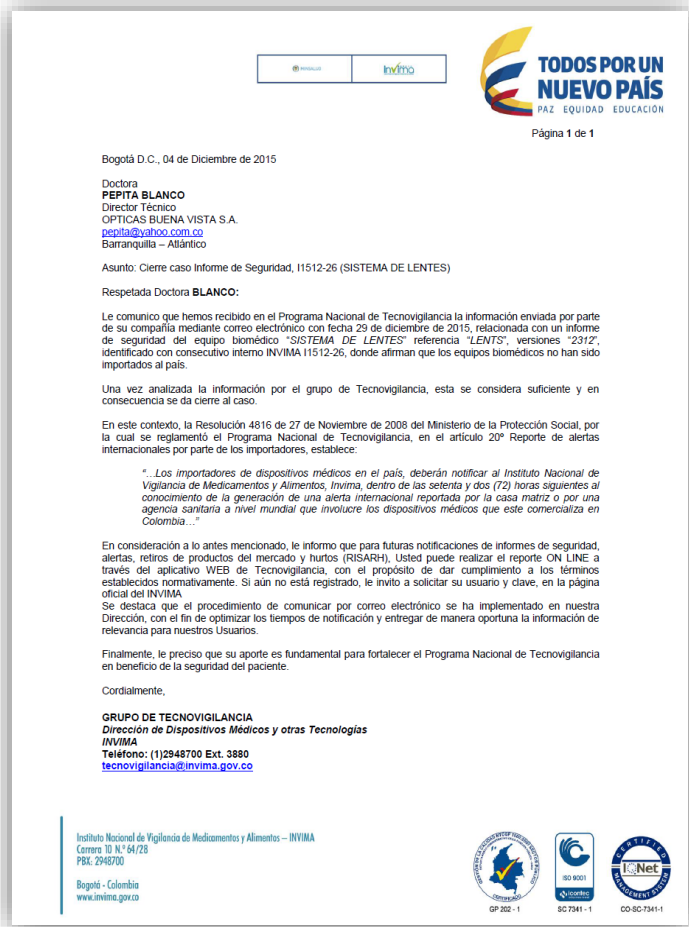 MINSALUD
invima
TODOS POR UN
NUEVO PAÍS
PAZ EQUIDAD EDUCACIÓN
Página 1 de 1
Bogotá D.C., 04 de Diciembre de 2015
Doctora
PEPITA BLANCO
Director Técnico
OPTICAS BUENA VISTA S.A.
pepita@yahoo.com.co
Barranquilla – Atlántico
Asunto: Cierre caso Informe de Seguridad, I1512-26 (SISTEMA DE LENTES)
Respetada Doctora BLANCO:
Le comunico que hemos recibido en el Programa Nacional de Tecnovigilancia la información enviada por parte
de su compañía mediante correo electrónico con fecha 29 de diciembre de 2015, relacionada con un informe
de seguridad del equipo biomédico “SISTEMA DE LENTES” referencia “LENTS”, versiones “2312”,
identificado con consecutivo interno INVIMA I1512-26, donde afirman que los equipos biomédicos no han sido
importados al país.
Una vez analizada la información por el grupo de Tecnovigilancia, esta se considera suficiente y en
consecuencia se da cierre al caso.
En este contexto, la Resolución 4816 de 27 de Noviembre de 2008 del Ministerio de la Protección Social, por
la cual se reglamentó el Programa Nacional de Tecnovigilancia, en el artículo 20º Reporte de alertas
internacionales por parte de los importadores, establece:
“…Los importadores de dispositivos médicos en el país, deberán notificar al Instituto Nacional de
Vigilancia de Medicamentos y Alimentos, Invima, dentro de las setenta y dos (72) horas siguientes al
conocimiento de la generación de una alerta internacional reportada por la casa matriz o por una
agencia sanitaria a nivel mundial que involucre los dispositivos médicos que este comercializa en
Colombia…”
En consideración a lo antes mencionado, le informo que para futuras notificaciones de informes de seguridad,
alertas, retiros de productos del mercado y hurtos (RISARH), Usted puede realizar el reporte ON LINE a
través del aplicativo WEB de Tecnovigilancia, con el propósito de dar cumplimiento a los términos
establecidos normativamente. Si aún no está registrado, le invito a solicitar su usuario y clave, en la página
oficial del INVIMA
Se destaca que el procedimiento de comunicar por correo electrónico se ha implementado en nuestra
Dirección, con el fin de optimizar los tiempos de notificación y entregar de manera oportuna la información de
relevancia para nuestros Usuarios.
Finalmente, le preciso que su aporte es fundamental para fortalecer el Programa Nacional de Tecnovigilancia
en beneficio de la seguridad del paciente.
Cordialmente,
GRUPO DE TECNOVIGILANCIA
Dirección de Dispositivos Médicos y otras Tecnologías
INVIMA
Teléfono: (1)2948700 Ext. 3880
tecnovigilancia@invima.gov.co
Instituto Nacional de Vigilancia de Medicamentos y Alimentos – INVIMA
Carrera 10 N.º 64/28
PBX: 2948700
Bogotá - Colombia
www.invima.gov.co
CERTIFICADO
GP 202 - 1
ISO 9001
icontec
SC 7341 - 1
CERTIFIED
IQNet
MANAGEMENT SYSTEM
CO-SC-7341-1